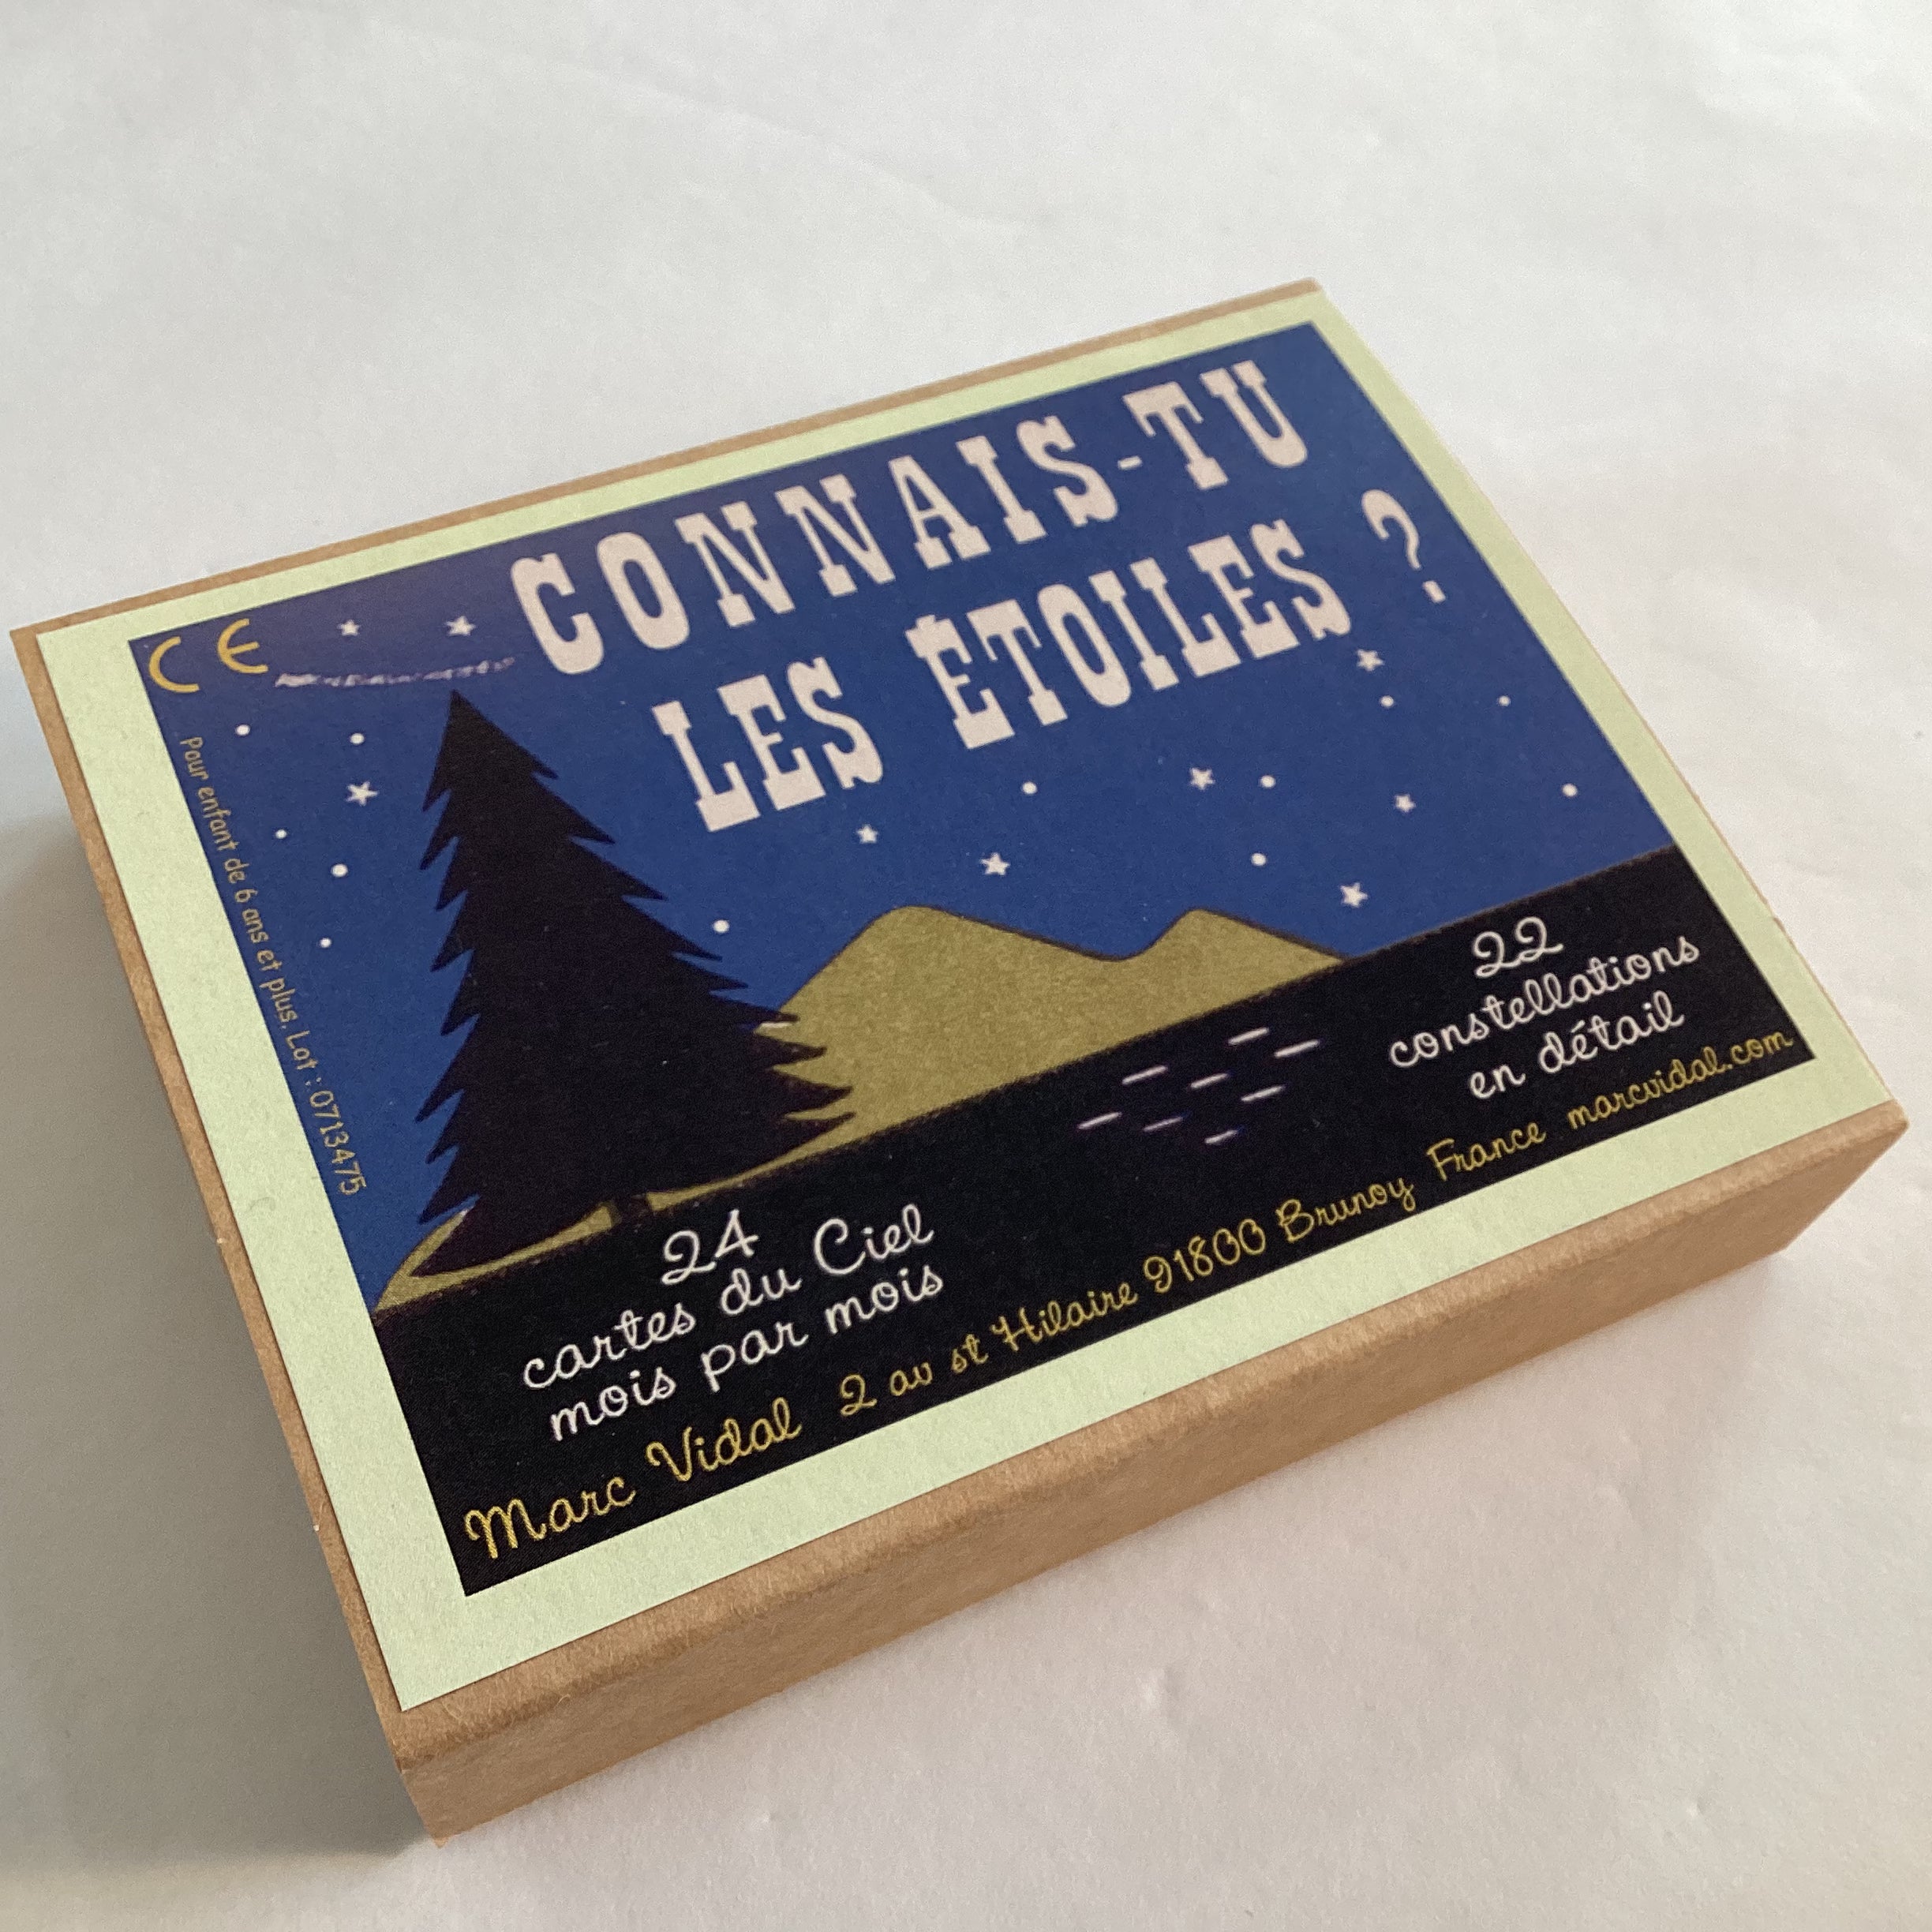 CONNAIS-TU
LES ÉTOILES ?
CE
Pour enfant de 6 ans et plus. Lot : 0713475
22
constellations
en détail
24
cartes du Ciel
mois par mois
Marc Vidal 2 av st Hilaire 91800 Brunoy France marcvidal.com